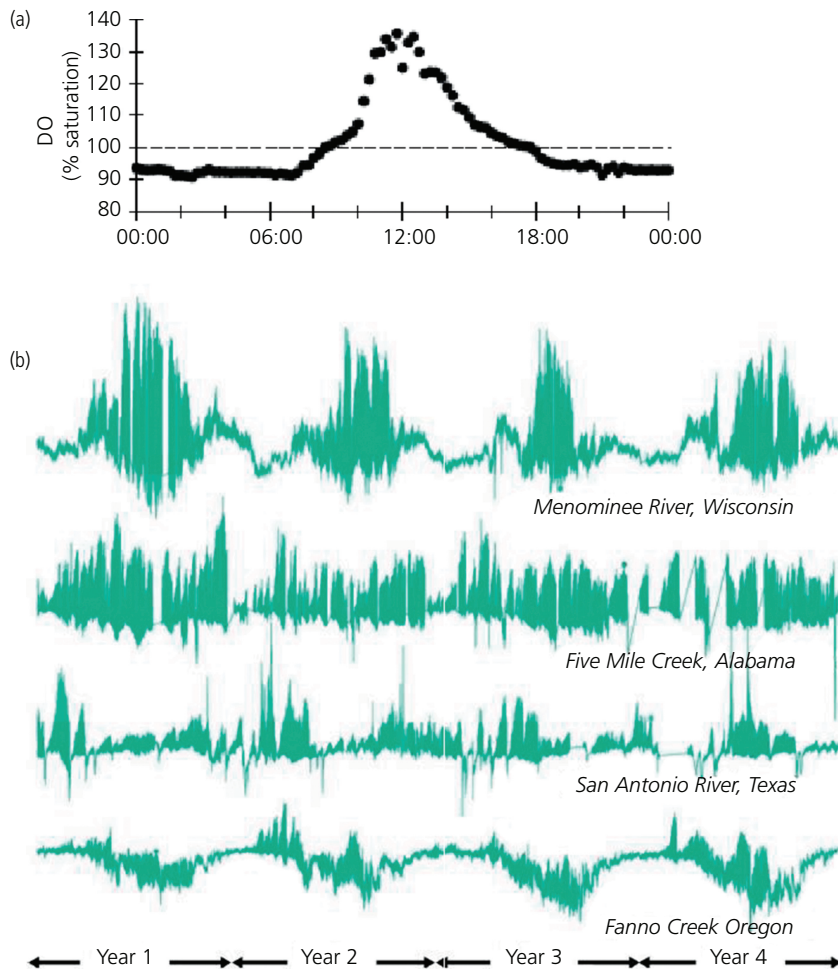 (a)
140
130
120
110
100
90
80
DO
(% saturation)
00:00 06:00 12:00 18:00 00:00
(b)
Menominee River, Wisconsin
Five Mile Creek, Alabama
San Antonio River, Texas
Fanno Creek Oregon
Year 1 Year 2 Year 3 Year 4